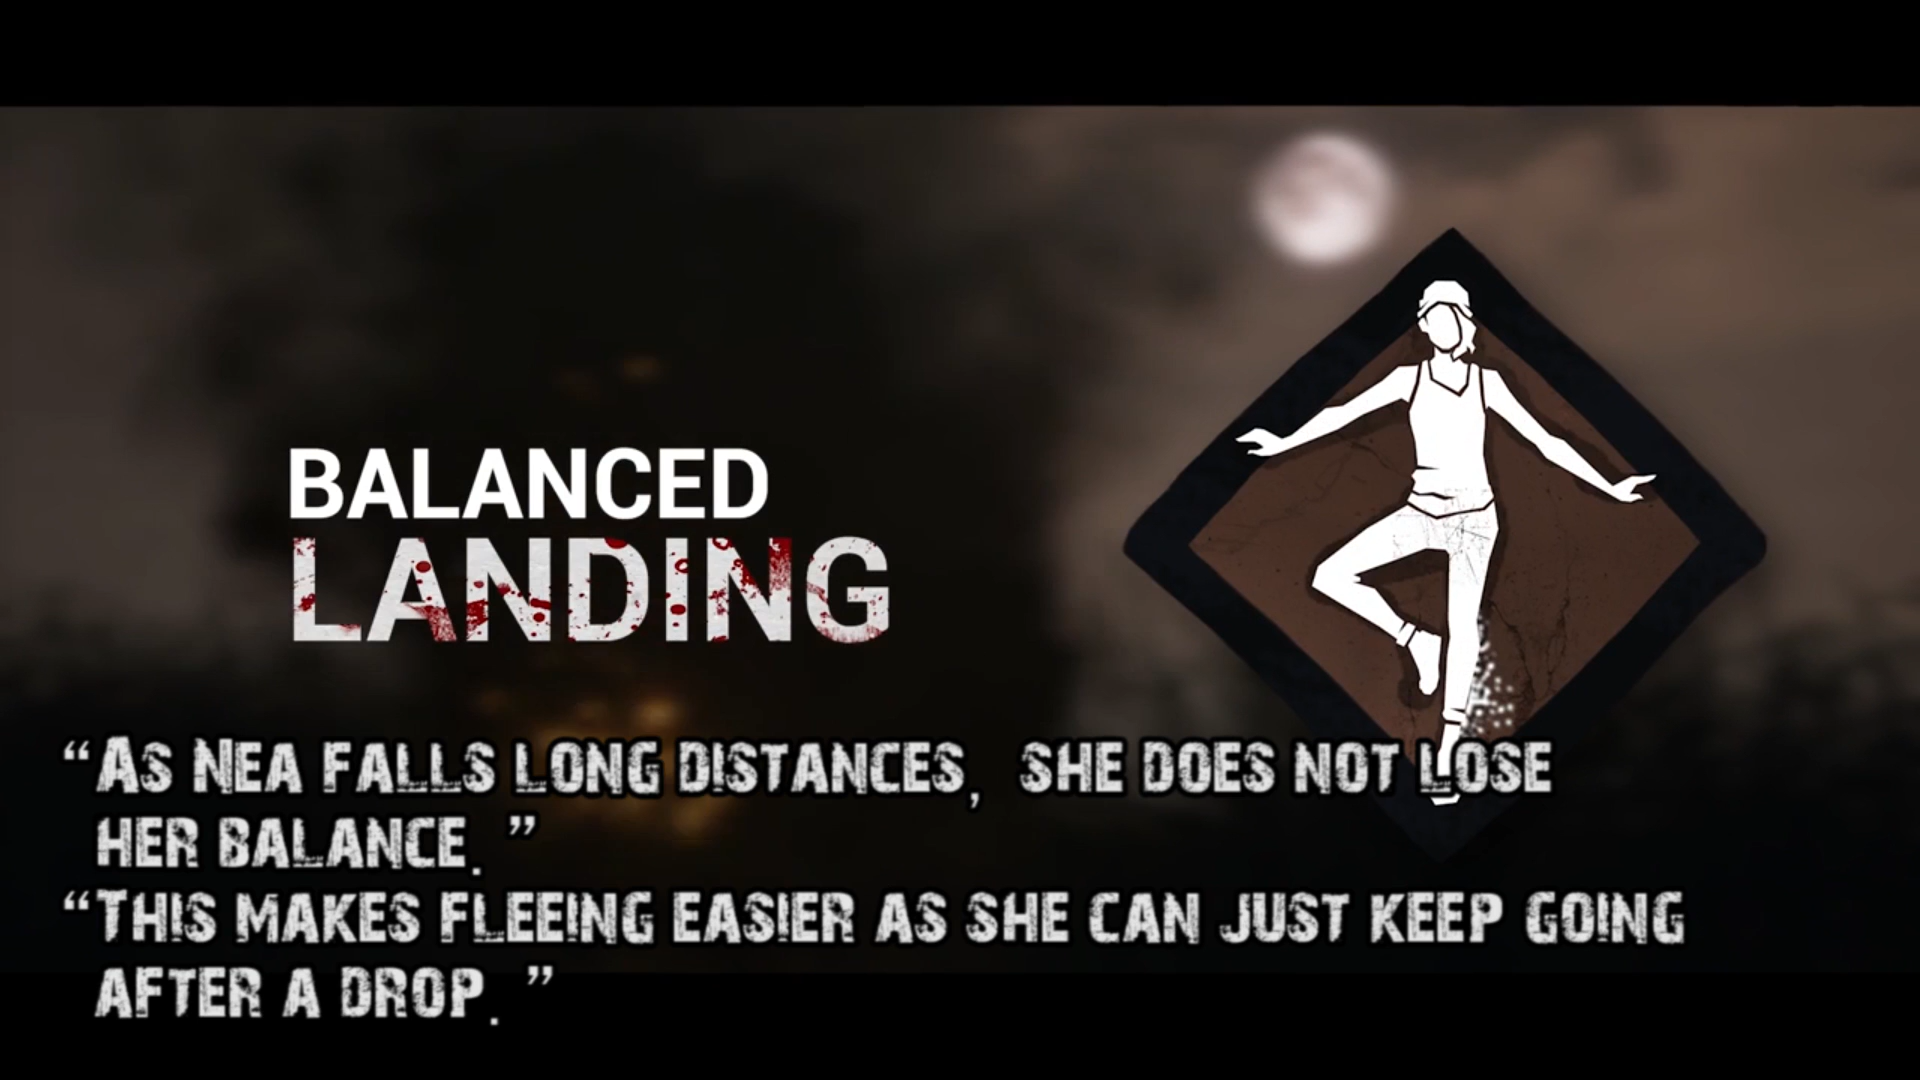 BALANCED
LANDING
“As Nea falls long distances, she does not lose
her balance.”
“This makes fleeing easier as she can just keep going
after a drop.”